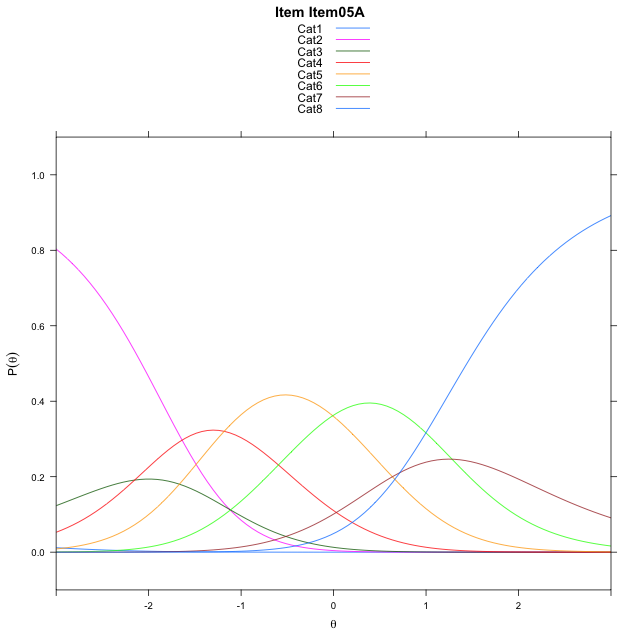 Item Item05A
Cat1
Cat2
Cat3
Cat4
Cat5
Cat6
Cat7
Cat8
1.0
0.8
0.6
0.4
0.2
0.0
P(θ)
-2 -1 0 1 2
θ